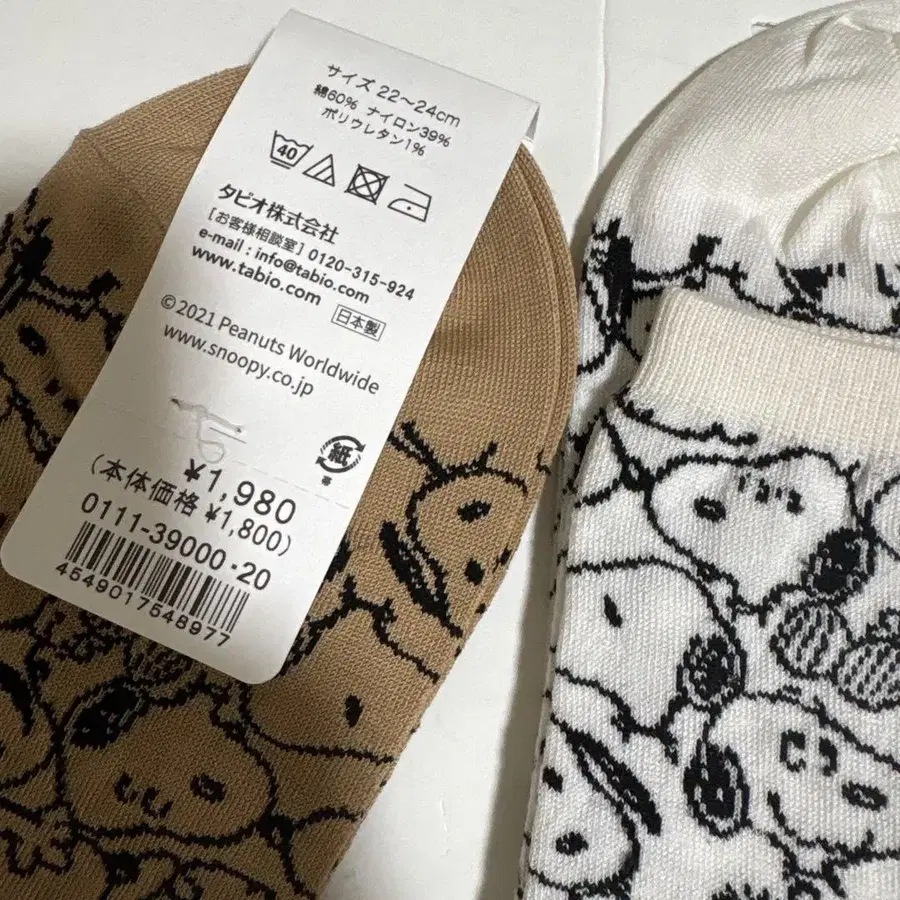 サイズ 22～24cm
綿60% ナイロン39%
ポリウレタン1%
40
タビオ株式会社
[お客様相談室] 0120-315-924
e-mail : info@tabio.com
www.tabio.com
日本製
©2021 Peanuts Worldwide
www.snoopy.co.jp
紙
帯
¥1,980
(本体価格 ¥1,800)
0111-39000-20
4549017548977